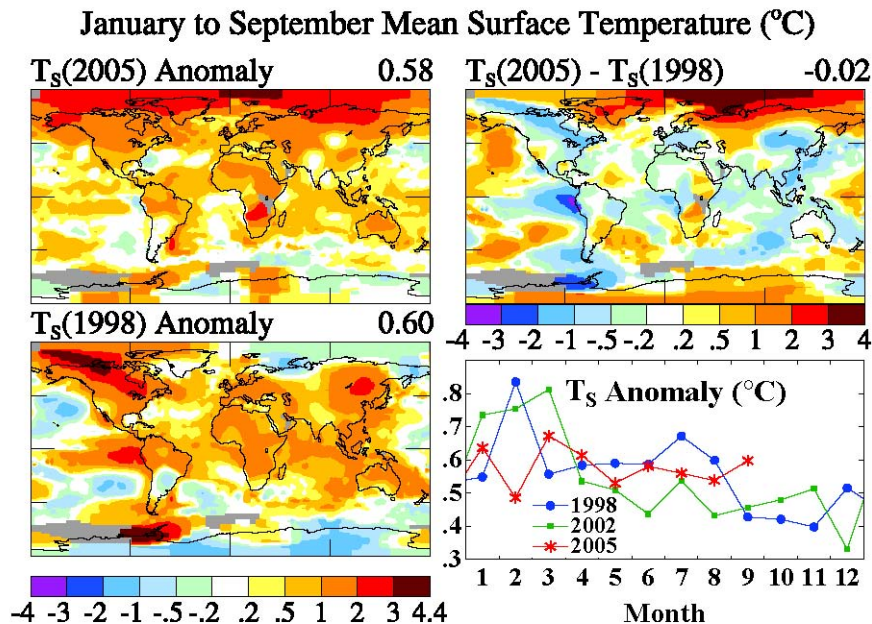 January to September Mean Surface Temperature (°C)
Ts(2005) Anomaly 0.58
Ts(2005) - Ts(1998) -0.02
-4 -3 -2 -1 -.5 -.2 .2 .5 1 2 3 4
Ts(1998) Anomaly 0.60
-4 -3 -2 -1 -.5 -.2 .2 .5 1 2 3 4.4
Ts Anomaly (°C)
.8
.7
.6
.5
.4
.3
1998
2002
2005
1 2 3 4 5 6 7 8 9 10 11 12
Month